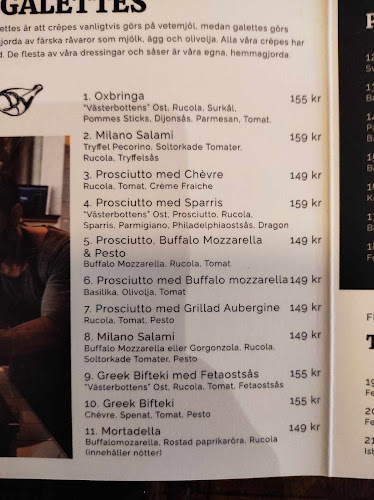 GALETTES
ettes är att crêpes vanligtvis görs på vetemjöl, medan galettes görs
jorda av färska råvaror som mjölk, ägg och olivolja. Alla våra crêpes har
d. De flesta av våra dressingar och såser är våra egna, hemmagjorda.
1. Oxbringa 155 kr
"Västerbottens" Ost, Rucola, Surkål,
Pommes Sticks, Dijonsås, Parmesan, Tomat.
2. Milano Salami 159 kr
Tryffel Pecorino, Soltorkade Tomater,
Rucola, Tryffelsås
3. Prosciutto med Chèvre 149 kr
Rucola, Tomat, Crème Fraiche
4. Prosciutto med Sparris 159 kr
"Västerbottens" Ost, Prosciutto, Rucola,
Sparris, Parmigiano, Philadelphiaostsås, Dragon
5. Prosciutto, Buffalo Mozzarella 149 kr
& Pesto
Buffalo Mozzarella, Rucola, Tomat
6. Prosciutto med Buffalo mozzarella 149 kr
Basilika, Olivolja, Tomat
7. Prosciutto med Grillad Aubergine 149 kr
Rucola, Tomat, Pesto
8. Milano Salami 149 kr
Buffalo Mozzarella eller Gorgonzola, Rucola,
Soltorkade Tomater, Pesto
9. Greek Bifteki med Fetaostsås 155 kr
"Västerbottens" Ost, Rucola, Tomat, Fetaostsås
10. Greek Bifteki 155 kr
Chèvre, Spenat, Tomat, Pesto
11. Mortadella 149 kr
Buffalomozarella, Rostad paprikaröra, Rucola
(innehåller nötter)